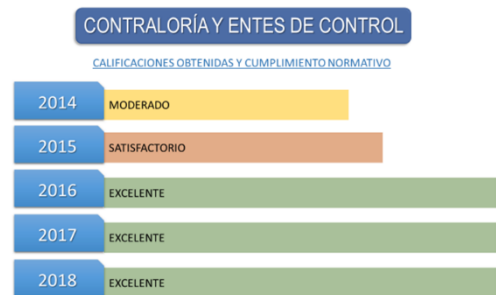 CONTRALORÍA Y ENTES DE CONTROL
CALIFICACIONES OBTENIDAS Y CUMPLIMIENTO NORMATIVO
2014 MODERADO
2015 SATISFACTORIO
2016 EXCELENTE
2017 EXCELENTE
2018 EXCELENTE